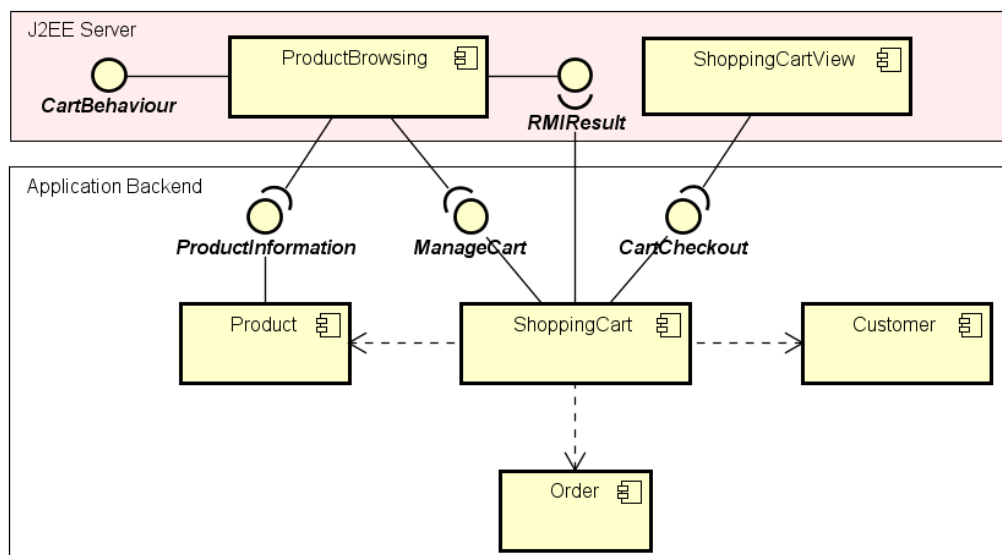 J2EE Server
ProductBrowsing
ShoppingCartView
CartBehaviour
RMIResult
Application Backend
ProductInformation
ManageCart
CartCheckout
Product
ShoppingCart
Customer
Order